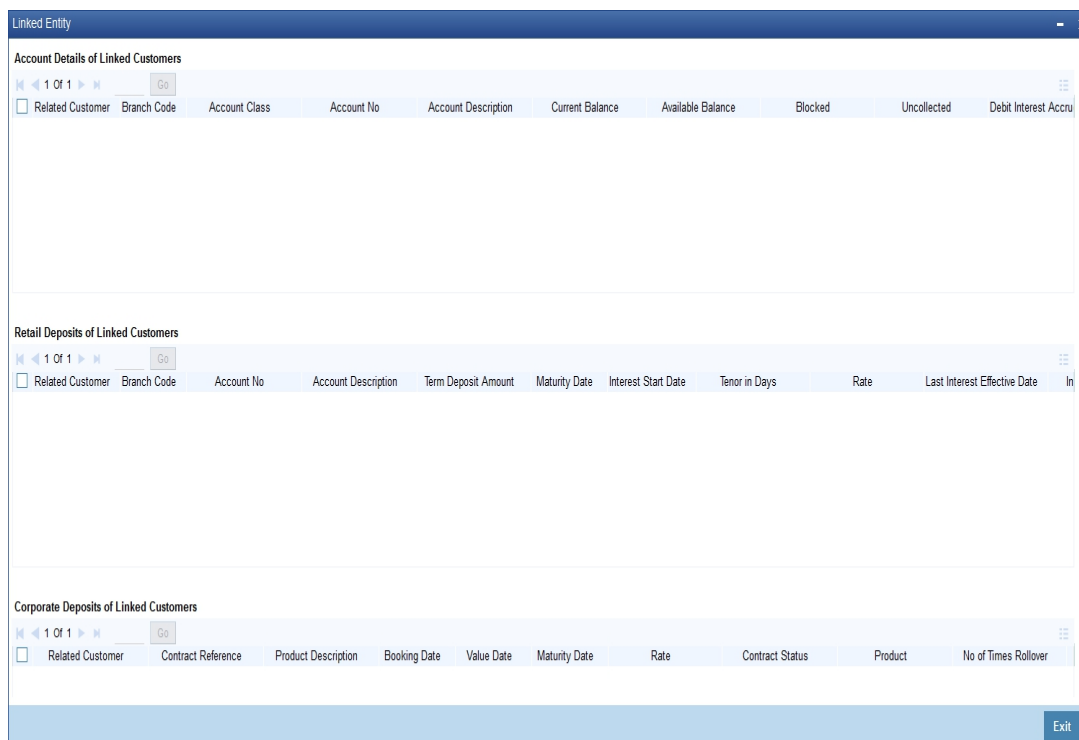 Linked Entity
Account Details of Linked Customers
1 Of 1 Go
Related Customer Branch Code Account Class Account No Account Description Current Balance Available Balance Blocked Uncollected Debit Interest Accru
Retail Deposits of Linked Customers
1 Of 1 Go
Related Customer Branch Code Account No Account Description Term Deposit Amount Maturity Date Interest Start Date Tenor in Days Rate Last Interest Effective Date In
Corporate Deposits of Linked Customers
1 Of 1 Go
Related Customer Contract Reference Product Description Booking Date Value Date Maturity Date Rate Contract Status Product No of Times Rollover
Exit